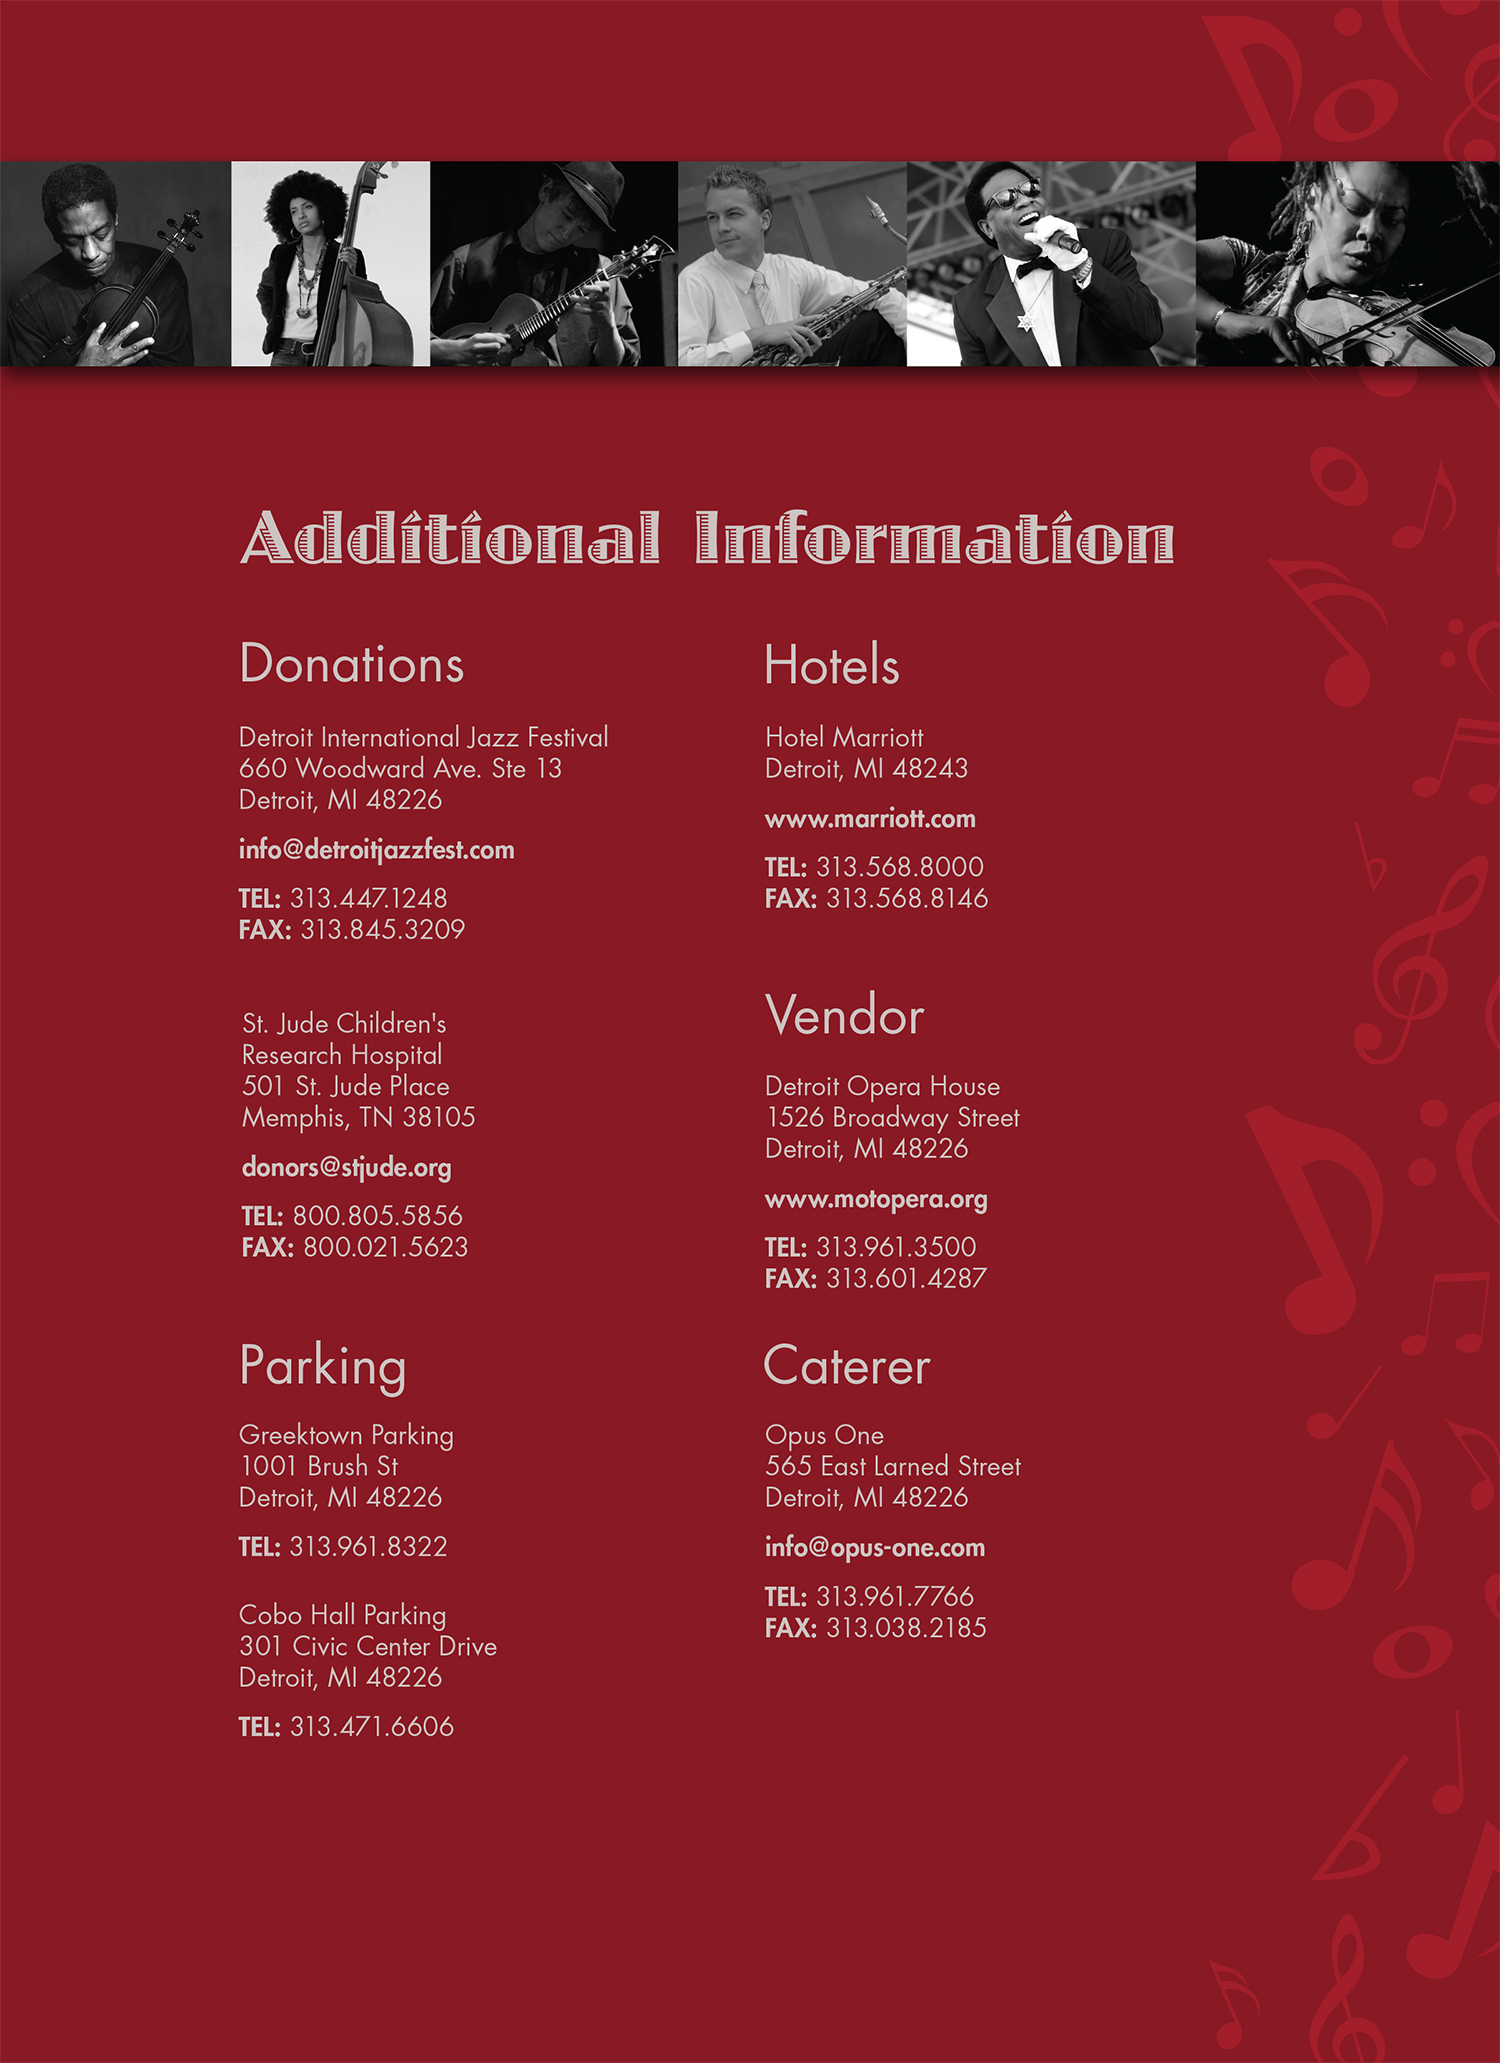 Additional Information
Donations
Detroit International Jazz Festival
660 Woodward Ave. Ste 13
Detroit, MI 48226
info@detroitjazzfest.com
TEL: 313.447.1248
FAX: 313.845.3209
St. Jude Children's
Research Hospital
501 St. Jude Place
Memphis, TN 38105
donors@stjude.org
TEL: 800.805.5856
FAX: 800.021.5623
Parking
Greektown Parking
1001 Brush St
Detroit, MI 48226
TEL: 313.961.8322
Cobo Hall Parking
301 Civic Center Drive
Detroit, MI 48226
TEL: 313.471.6606
Hotels
Hotel Marriott
Detroit, MI 48243
www.marriott.com
TEL: 313.568.8000
FAX: 313.568.8146
Vendor
Detroit Opera House
1526 Broadway Street
Detroit, MI 48226
www.motopera.org
TEL: 313.961.3500
FAX: 313.601.4287
Caterer
Opus One
565 East Larned Street
Detroit, MI 48226
info@opus-one.com
TEL: 313.961.7766
FAX: 313.038.2185